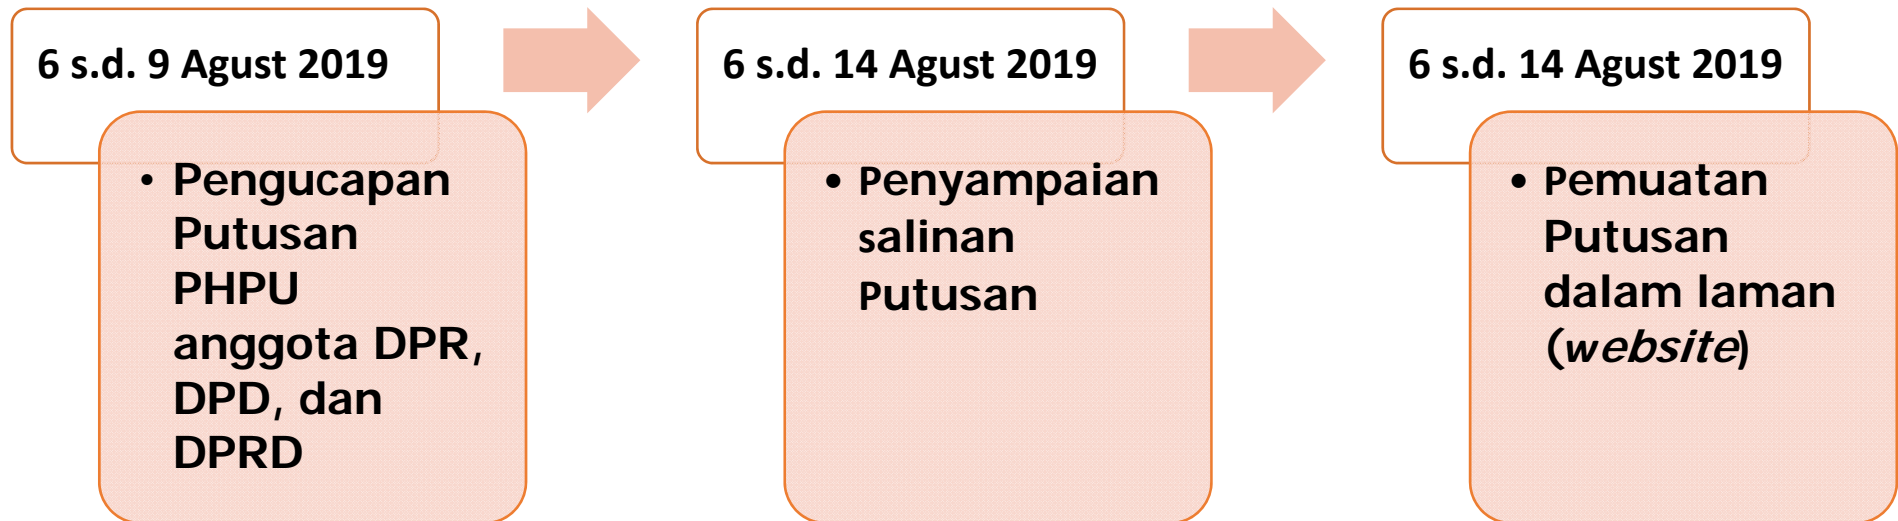 6 s.d. 9 Agust 2019
• Pengucapan
Putusan
PHPU
anggota DPR,
DPD, dan
DPRD
6 s.d. 14 Agust 2019
• Penyampaian
salinan
Putusan
6 s.d. 14 Agust 2019
• Pemuatan
Putusan
dalam laman
(website)